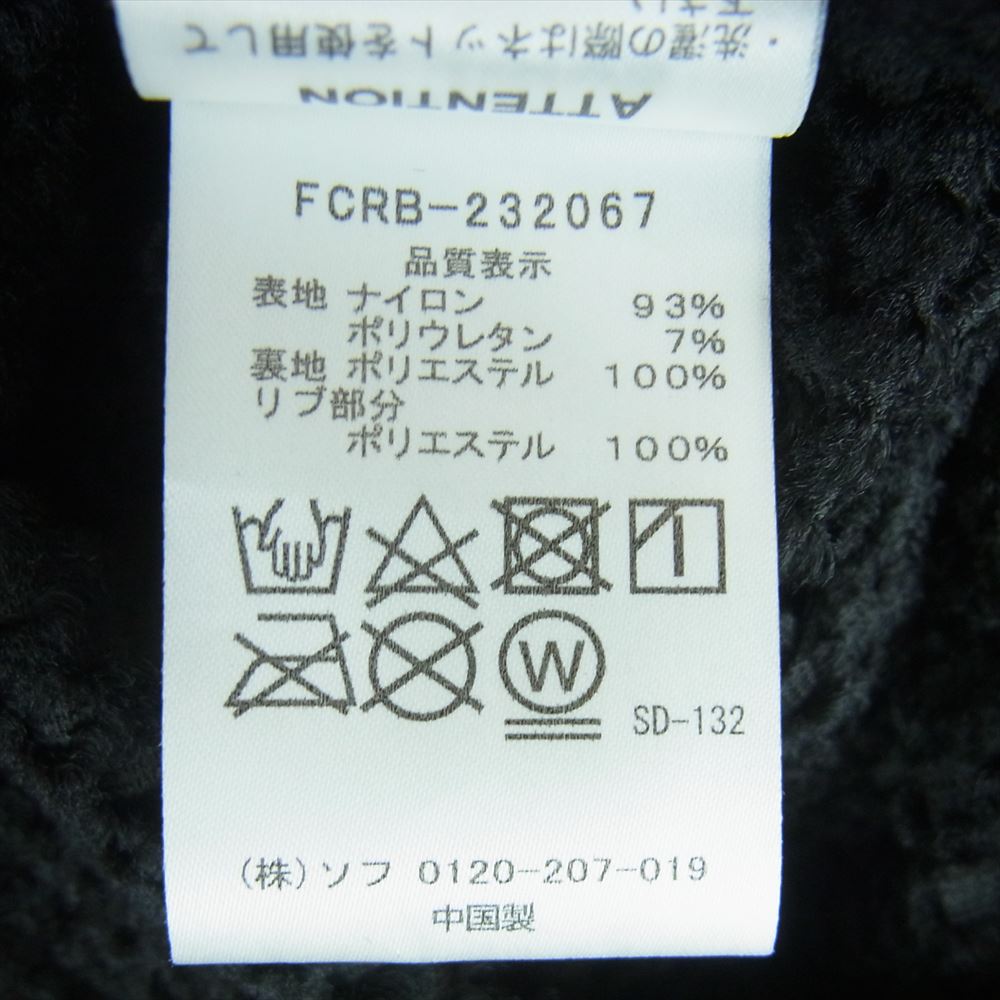 下さい
・洗濯の際はネットを使用して
ATTENTION
FCRB-232067
品質表示
表地 ナイロン 93%
ポリウレタン 7%
裏地 ポリエステル 100%
リブ部分
ポリエステル 100%
W
SD-132
(株)ソフ 0120-207-019
中国製